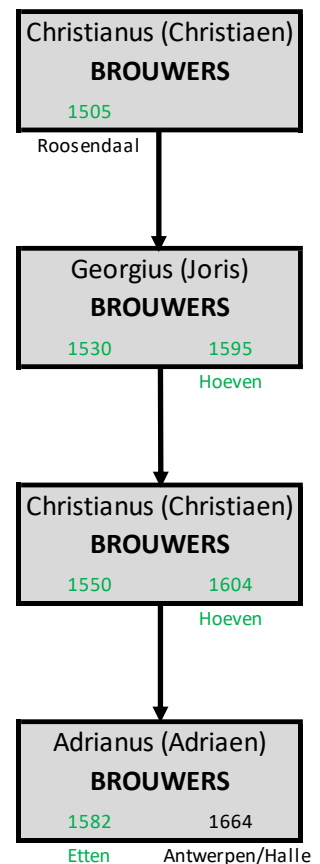 Christianus (Christiaen)
BROUWERS
1505
Roosendaal
Georgius (Joris)
BROUWERS
1530 1595
Hoeven
Christianus (Christiaen)
BROUWERS
1550 1604
Hoeven
Adrianus (Adriaen)
BROUWERS
1582 1664
Etten Antwerpen/Halle